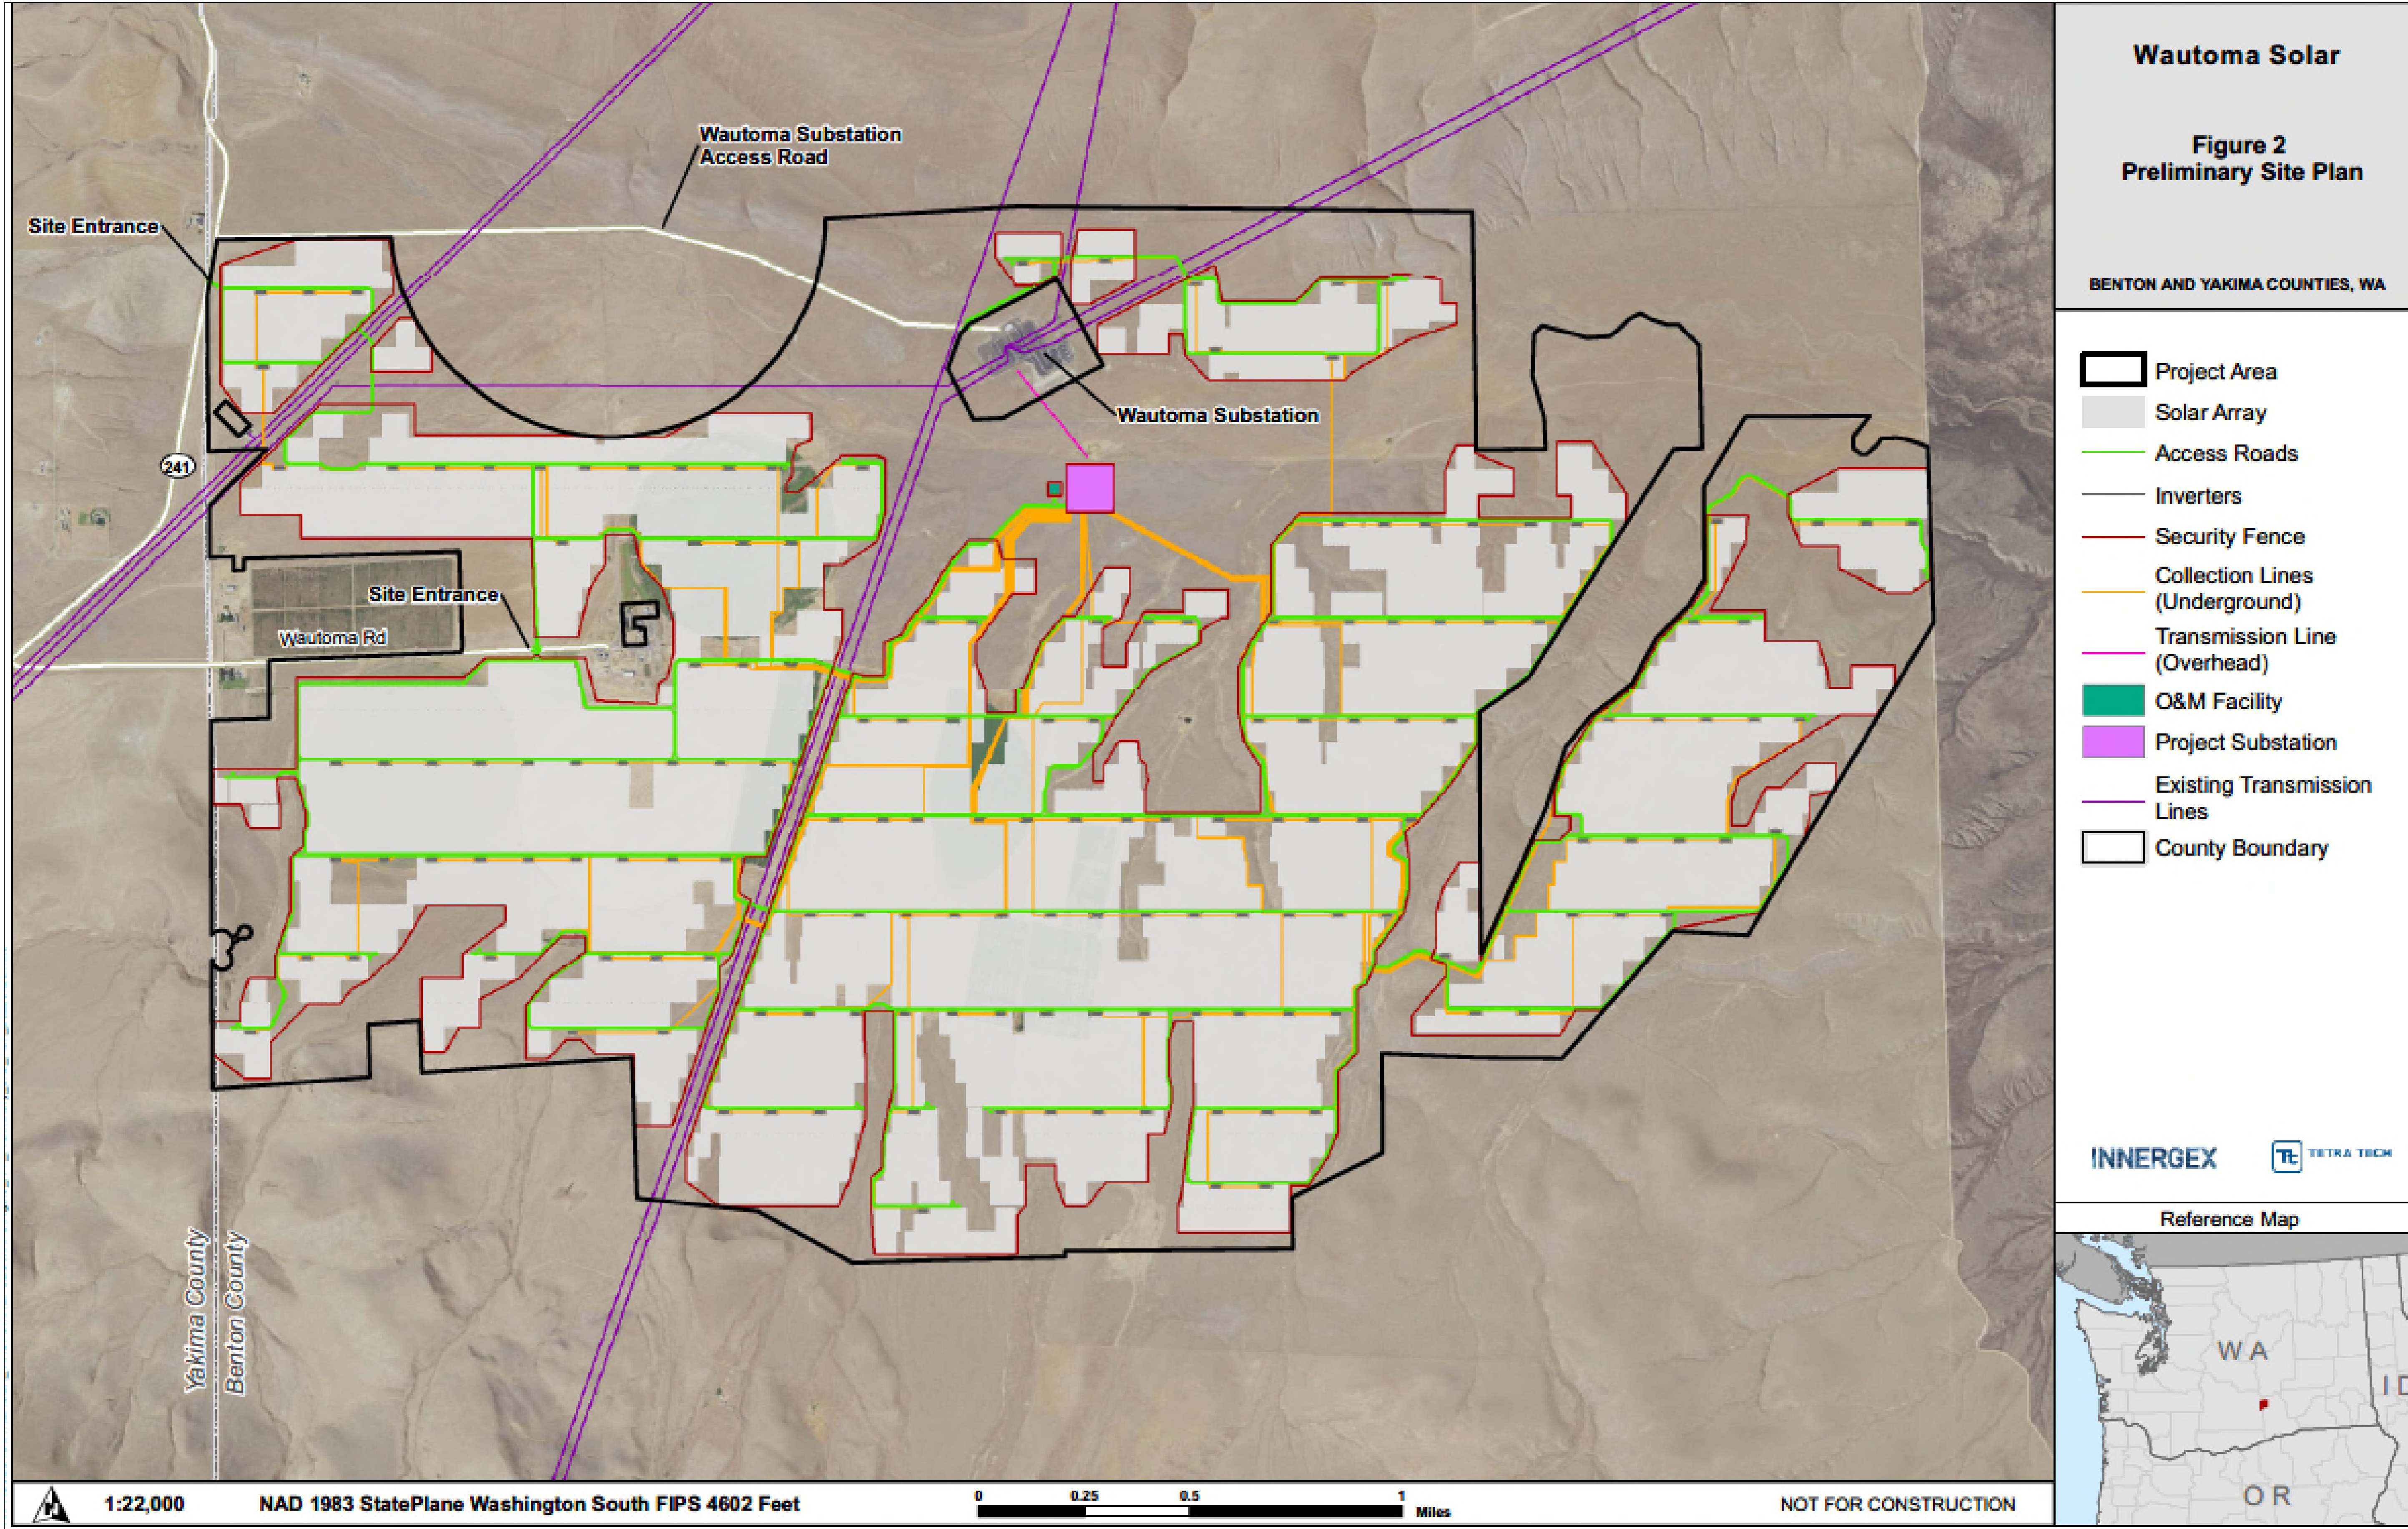 Wautoma Solar
Figure 2
Preliminary Site Plan
BENTON AND YAKIMA COUNTIES, WA
Project Area
Solar Array
Access Roads
Inverters
Security Fence
Collection Lines
(Underground)
Transmission Line
(Overhead)
O&M Facility
Project Substation
Existing Transmission
Lines
County Boundary
INNERGEX
Tt
TETRA TECH
Reference Map
WA
ID
OR
Wautoma Substation
Access Road
Site Entrance
Wautoma Substation
241
Site Entrance
Wautoma Rd
Yakima County
Benton County
N
1:22,000
NAD 1983 StatePlane Washington South FIPS 4602 Feet
0 0.25 0.5 1
Miles
NOT FOR CONSTRUCTION